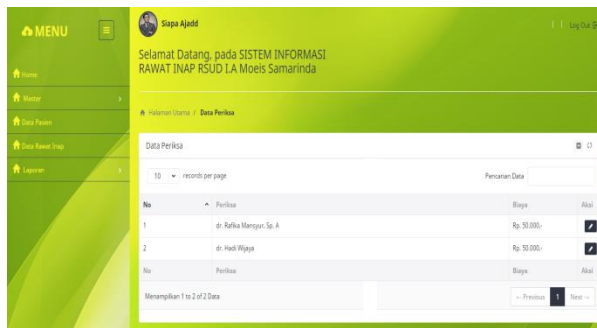 MENU
Siapa Ajadd
Log Out
Selamat Datang, pada SISTEM INFORMASI
RAWAT INAP RSUD I.A Moeis Samarinda
Home
Master
Data Pasien
Data Rawat Inap
Laporan
Halaman Utama / Data Periksa
Data Periksa
10 records per page
Pencarian Data
No Periksa Biaya Aksi
1 dr. Rafika Mansyur, Sp. A Rp. 50.000,-
2 dr. Hadi Wijaya Rp. 50.000,-
No Periksa Biaya Aksi
Menampilkan 1 to 2 of 2 Data
← Previous 1 Next →